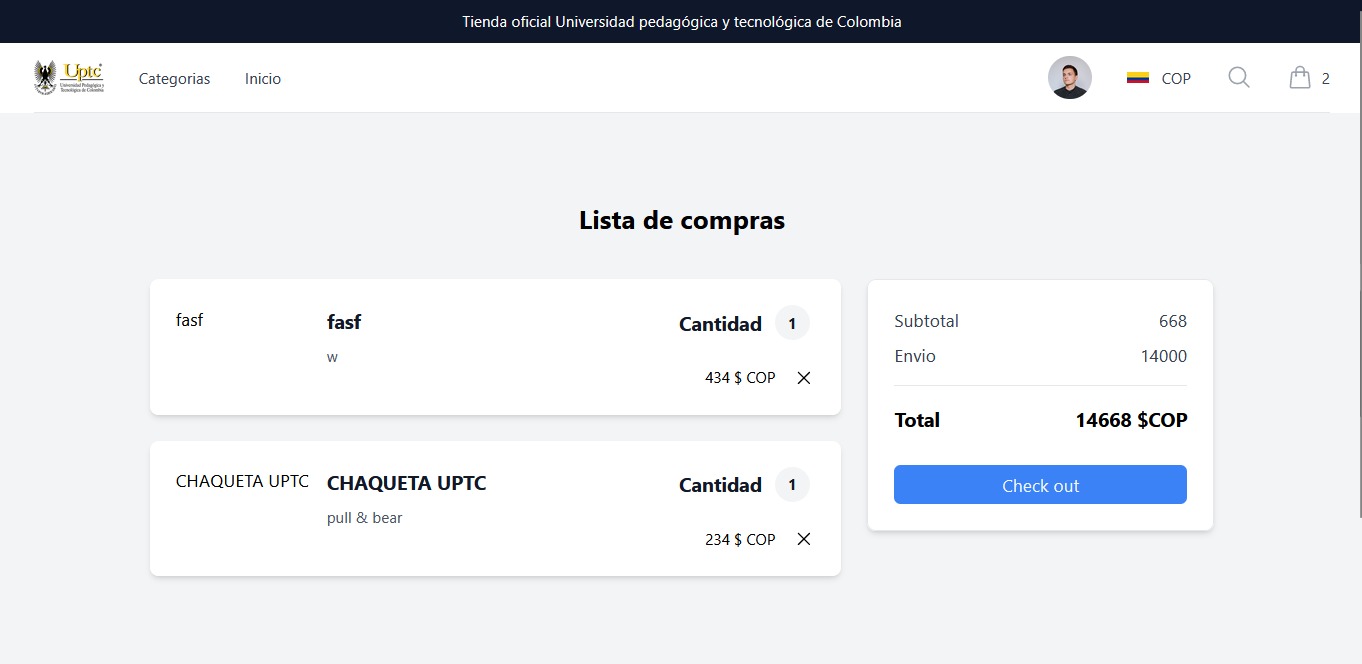 Tienda oficial Universidad pedagógica y tecnológica de Colombia
Uptc
Universidad Pedagógica y
Tecnológica de Colombia
Categorias
Inicio
COP
2
Lista de compras
fasf
fasf
Cantidad 1
w
434 $ COP
CHAQUETA UPTC
CHAQUETA UPTC
Cantidad 1
pull & bear
234 $ COP
Subtotal 668
Envio 14000
Total 14668 $COP
Check out